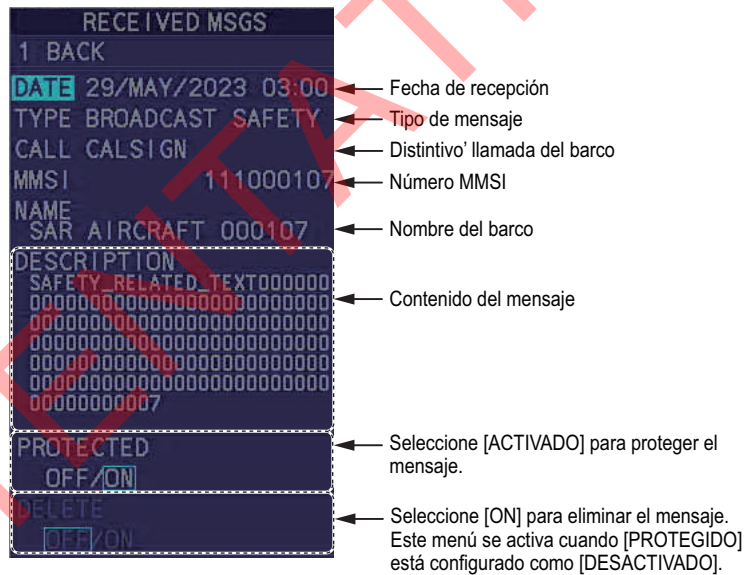 RECEIVED MSGS
1 BACK
DATE 29/MAY/2023 03:00
Fecha de recepción
TYPE BROADCAST SAFETY
Tipo de mensaje
CALL CALSIGN
Distintivo’ llamada del barco
MMSI 111000107
Número MMSI
NAME
SAR AIRCRAFT 000107
Nombre del barco
DESCRIPTION
SAFETY_RELATED_TEXT000000
0000000000000000000000000
0000000000000000000000000
0000000000000000000000000
0000000000000000000000000
0000000000000000000000000
00000000007
Contenido del mensaje
PROTECTED
OFF/ON
Seleccione [ACTIVADO] para proteger el
mensaje.
DELETE
OFF/ON
Seleccione [ON] para eliminar el mensaje.
Este menú se activa cuando [PROTEGIDO]
está configurado como [DESACTIVADO].